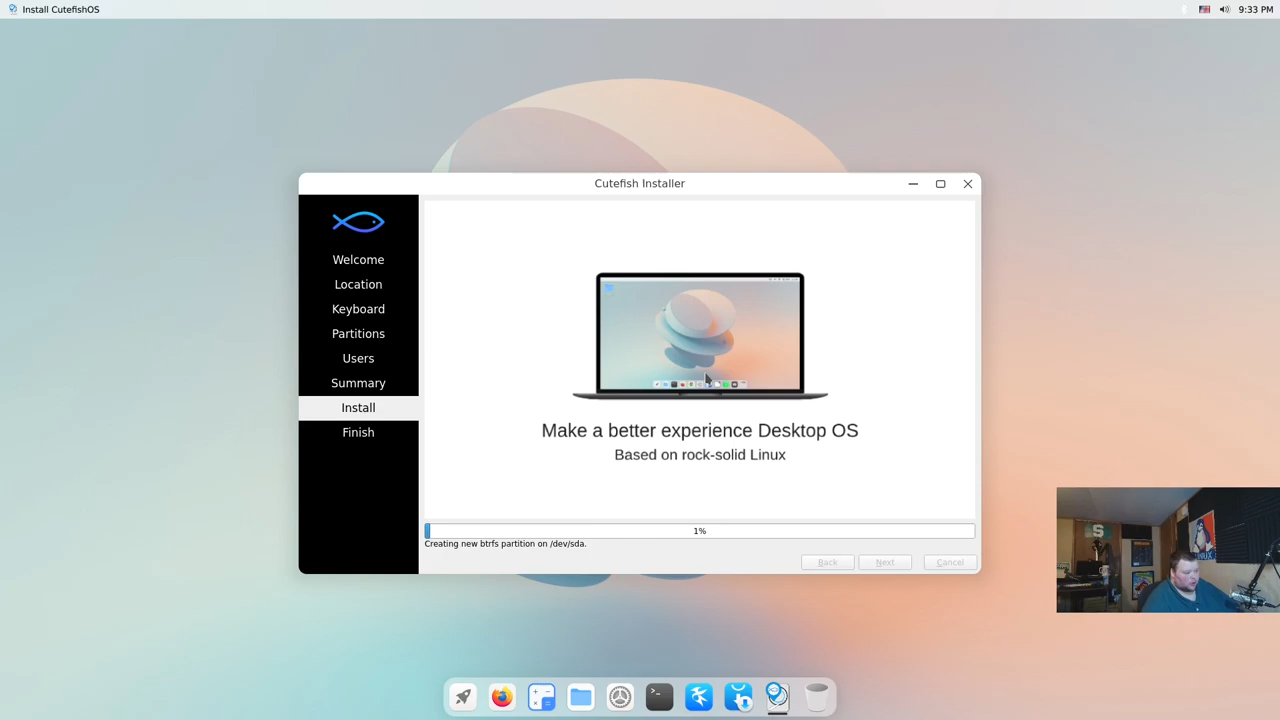 Install CutefishOS
9:33 PM
Cutefish Installer
Welcome
Location
Keyboard
Partitions
Users
Summary
Install
Finish
Make a better experience Desktop OS
Based on rock-solid Linux
1%
Creating new btrfs partition on /dev/sda.
Back
Next
Cancel